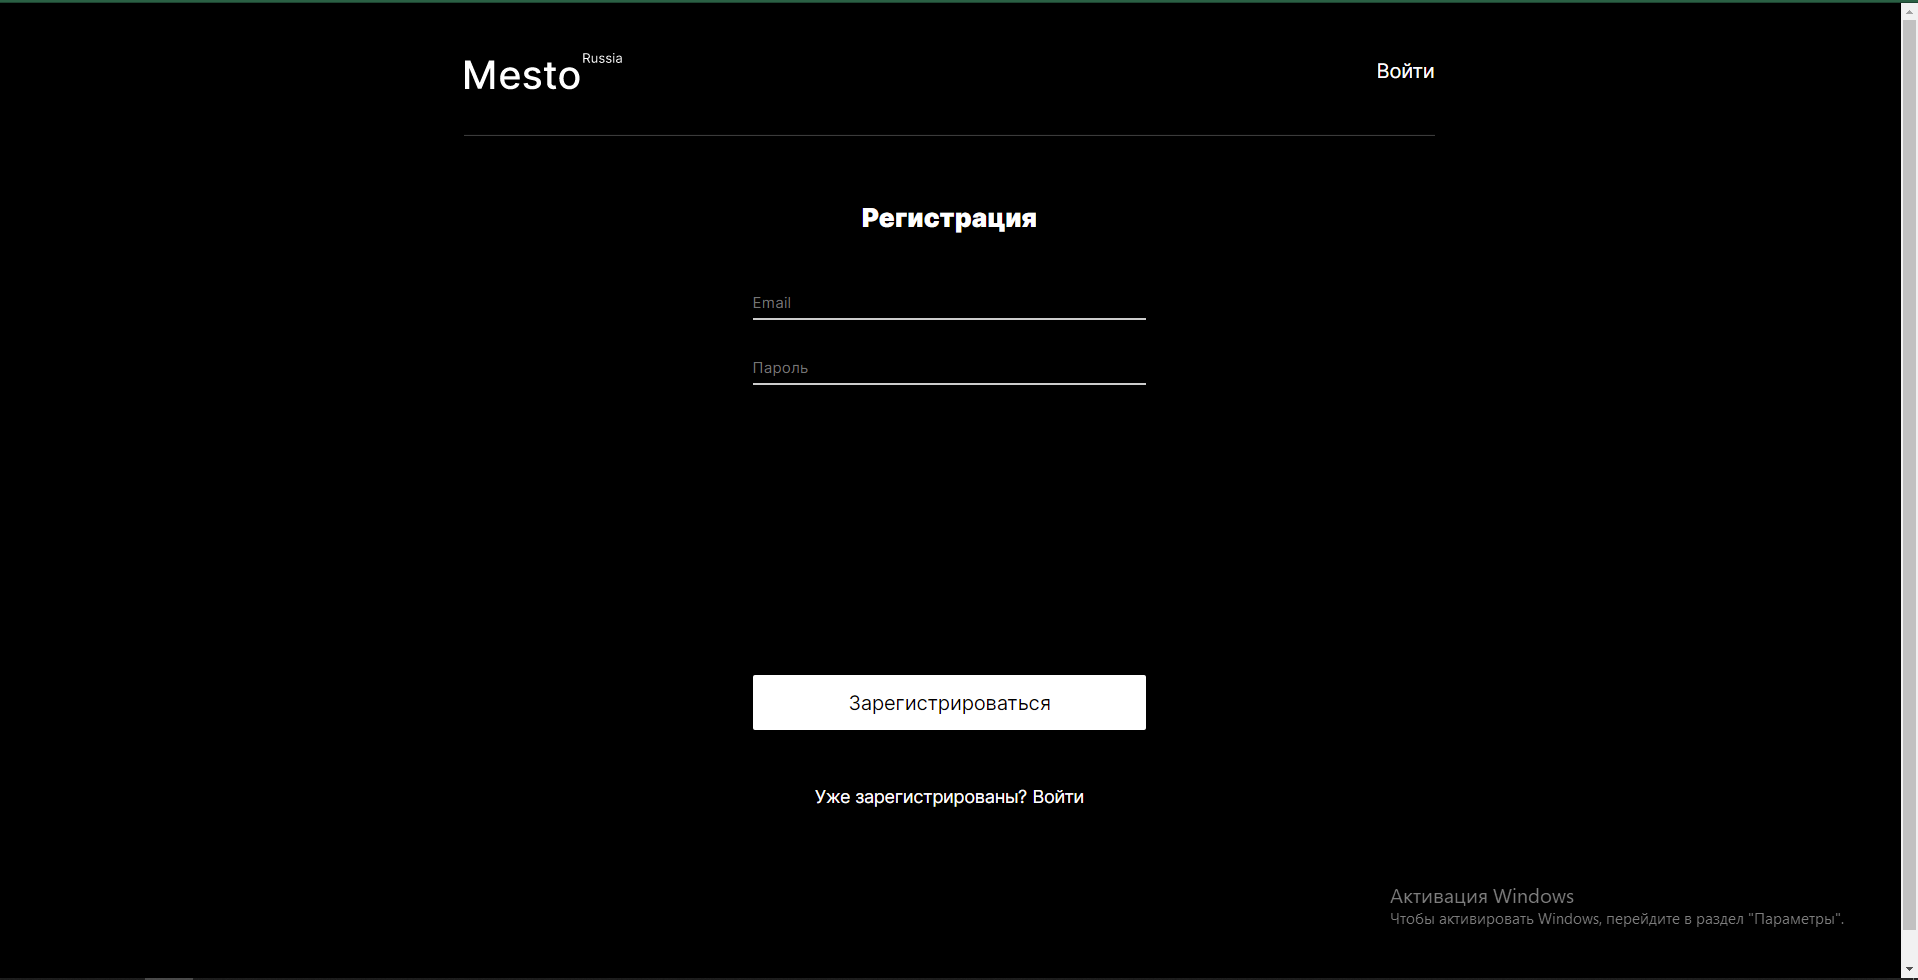 Mesto Russia
Войти
Регистрация
Email
Пароль
Зарегистрироваться
Уже зарегистрированы? Войти
Активация Windows
Чтобы активировать Windows, перейдите в раздел "Параметры".